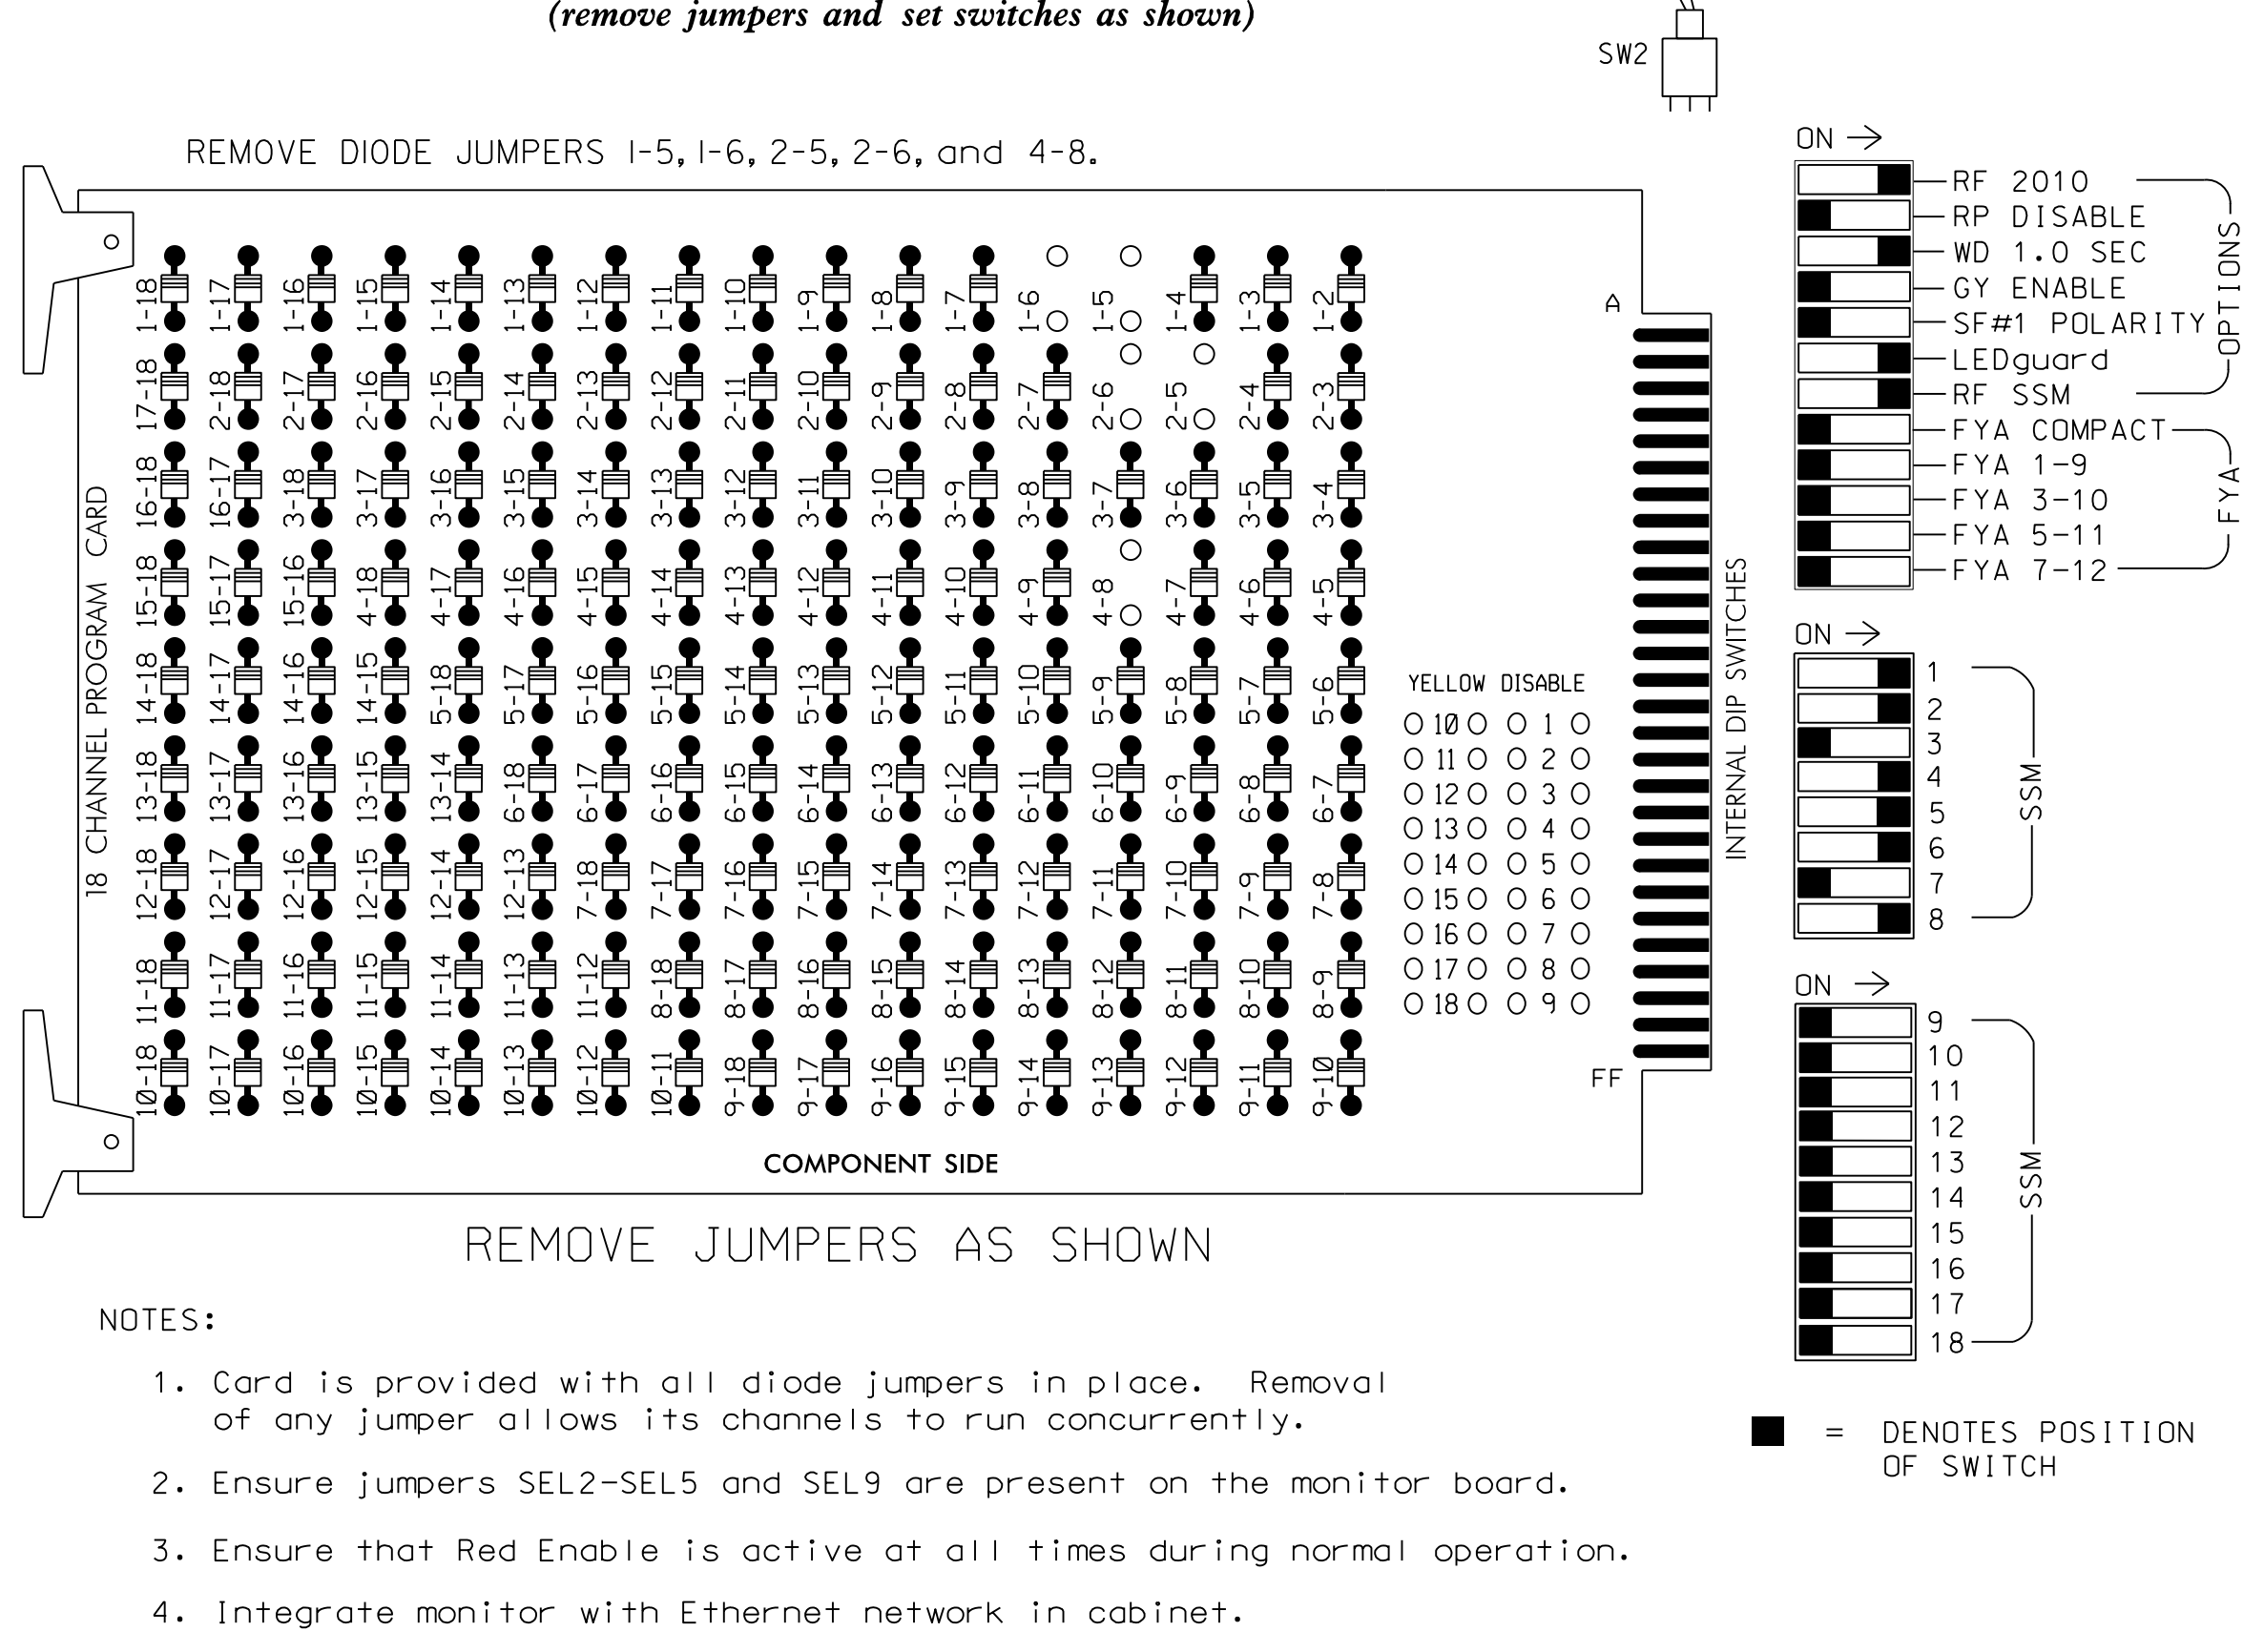 (remove jumpers and set switches as shown)
SW2
REMOVE DIODE JUMPERS 1-5, 1-6, 2-5, 2-6, and 4-8.
18 CHANNEL PROGRAM CARD
1-18 1-17 1-16 1-15 1-14 1-13 1-12 1-11 1-10 1-9 1-8 1-7 1-6 1-5 1-4 1-3 1-2
17-18 2-18 2-17 2-16 2-15 2-14 2-13 2-12 2-11 2-10 2-9 2-8 2-7 2-6 2-5 2-4 2-3
16-18 16-17 3-18 3-17 3-16 3-15 3-14 3-13 3-12 3-11 3-10 3-9 3-8 3-7 3-6 3-5 3-4
15-18 15-17 15-16 4-18 4-17 4-16 4-15 4-14 4-13 4-12 4-11 4-10 4-9 4-8 4-7 4-6 4-5
14-18 14-17 14-16 14-15 5-18 5-17 5-16 5-15 5-14 5-13 5-12 5-11 5-10 5-9 5-8 5-7 5-6
13-18 13-17 13-16 13-15 13-14 6-18 6-17 6-16 6-15 6-14 6-13 6-12 6-11 6-10 6-9 6-8 6-7
12-18 12-17 12-16 12-15 12-14 12-13 7-18 7-17 7-16 7-15 7-14 7-13 7-12 7-11 7-10 7-9 7-8
11-18 11-17 11-16 11-15 11-14 11-13 11-12 8-18 8-17 8-16 8-15 8-14 8-13 8-12 8-11 8-10 8-9
10-18 10-17 10-16 10-15 10-14 10-13 10-12 10-11 9-18 9-17 9-16 9-15 9-14 9-13 9-12 9-11 9-10
A
YELLOW DISABLE
10 1
11 2
12 3
13 4
14 5
15 6
16 7
17 8
18 9
FF
COMPONENT SIDE
INTERNAL DIP SWITCHES
ON →
RF 2010
RP DISABLE
WD 1.0 SEC
GY ENABLE
SF#1 POLARITY
LEDguard
RF SSM
OPTIONS
FYA COMPACT
FYA 1-9
FYA 3-10
FYA 5-11
FYA 7-12
FYA
ON →
1
2
3
4
5
6
7
8
SSM
ON →
9
10
11
12
13
14
15
16
17
18
SSM
REMOVE JUMPERS AS SHOWN
NOTES:
1. Card is provided with all diode jumpers in place. Removal
of any jumper allows its channels to run concurrently.
2. Ensure jumpers SEL2-SEL5 and SEL9 are present on the monitor board.
3. Ensure that Red Enable is active at all times during normal operation.
4. Integrate monitor with Ethernet network in cabinet.
= DENOTES POSITION
OF SWITCH